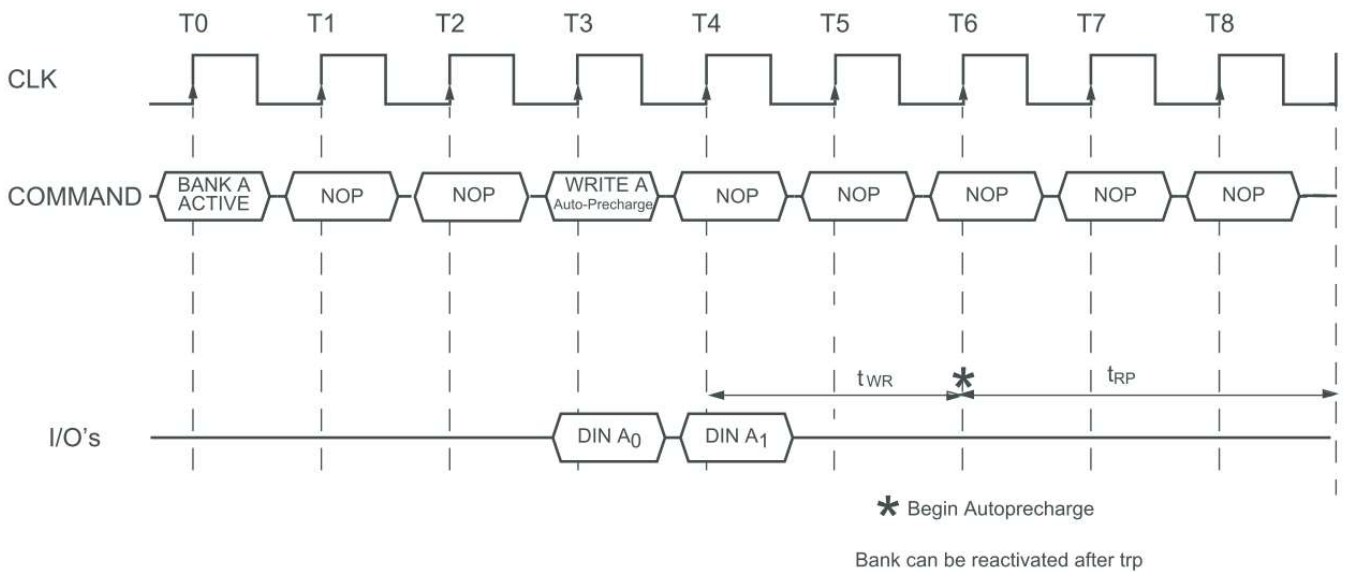 T0 T1 T2 T3 T4 T5 T6 T7 T8
CLK
COMMAND
BANK A
ACTIVE
NOP
NOP
WRITE A
Auto-Precharge
NOP
NOP
NOP
NOP
NOP
tWR
*
tRP
I/O's
DIN A0
DIN A1
* Begin Autoprecharge
Bank can be reactivated after trp